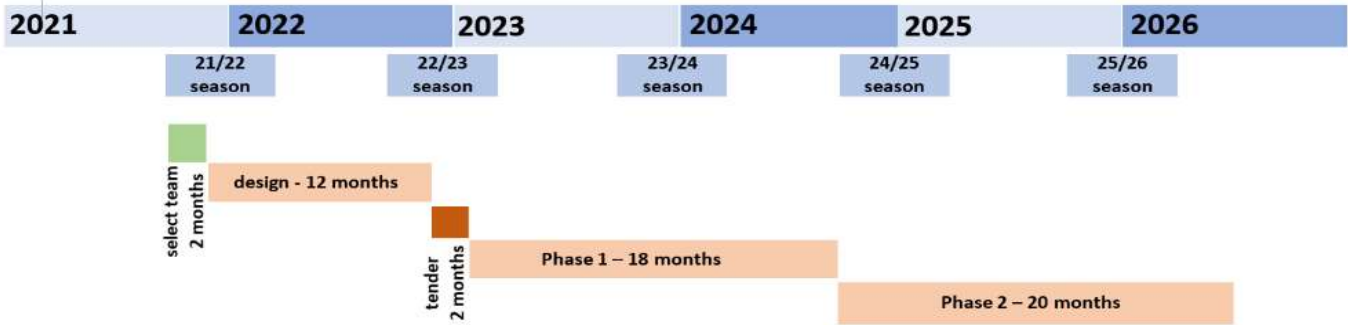 2021 2022 2023 2024 2025 2026
21/22 22/23 23/24 24/25 25/26
season season season season season
select team
2 months
design - 12 months
tender
2 months
Phase 1 – 18 months
Phase 2 – 20 months